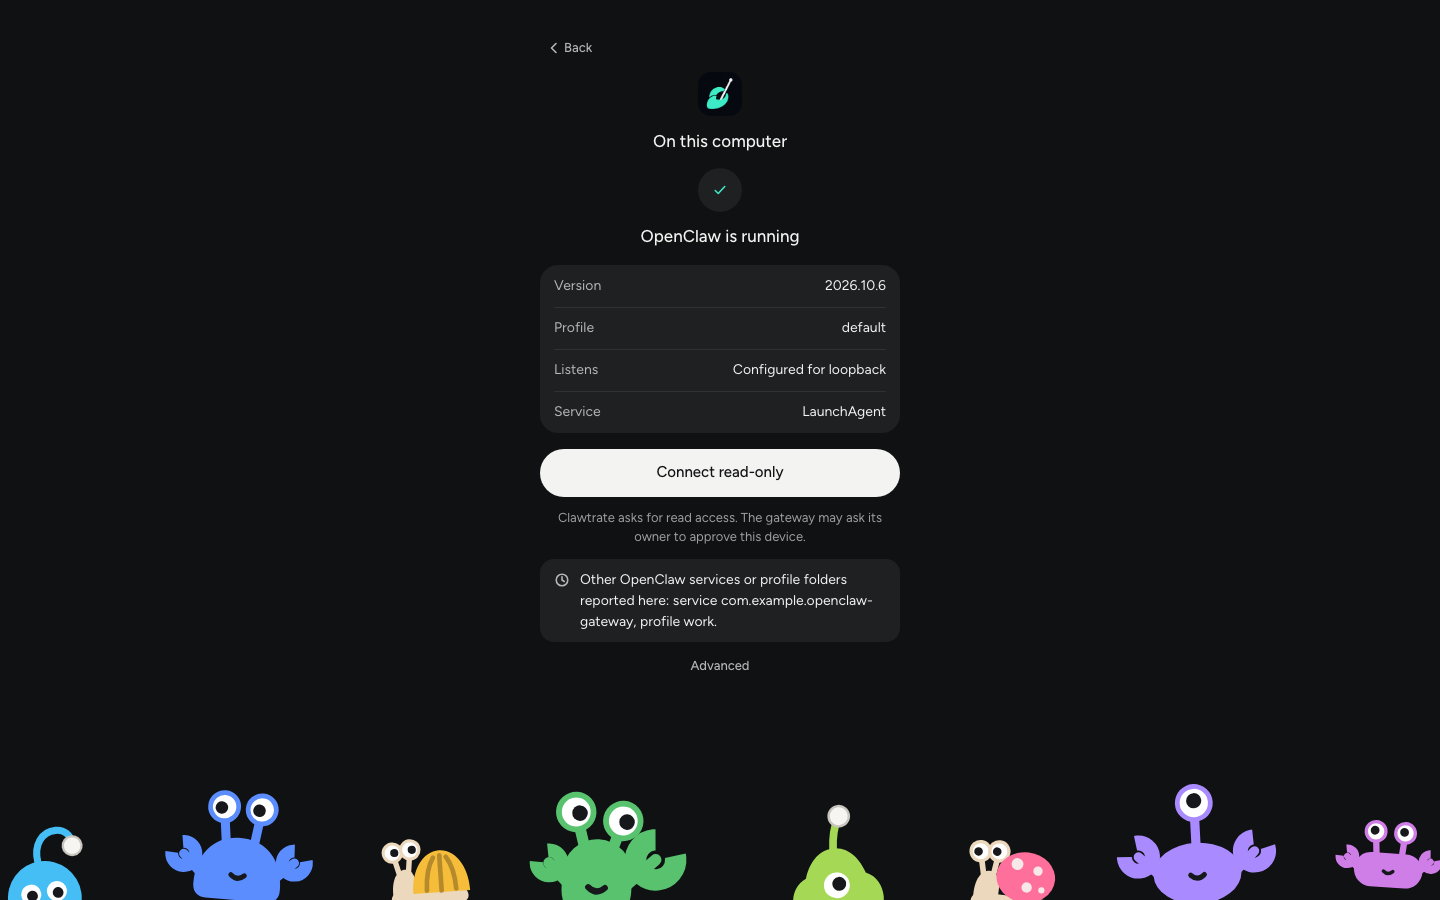 Back
On this computer
OpenClaw is running
Version 2026.10.6
Profile default
Listens Configured for loopback
Service LaunchAgent
Connect read-only
Clawtrate asks for read access. The gateway may ask its
owner to approve this device.
Other OpenClaw services or profile folders
reported here: service com.example.openclaw-
gateway, profile work.
Advanced